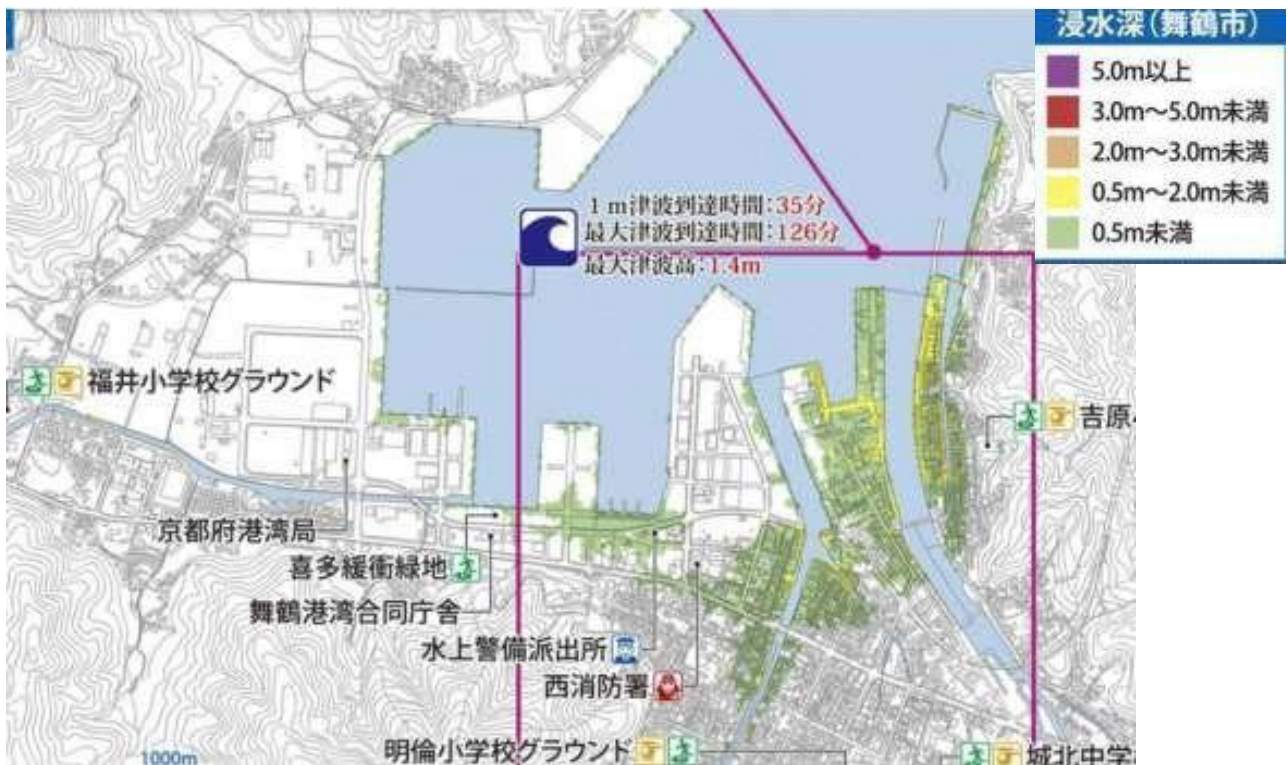 浸水深(舞鶴市)
5.0m以上
3.0m～5.0m未満
2.0m～3.0m未満
0.5m～2.0m未満
0.5m未満
1m津波到達時間:35分
最大津波到達時間:126分
最大津波高:1.4m
福井小学校グラウンド
吉原小
京都府港湾局
喜多緩衝緑地
舞鶴港湾合同庁舎
水上警備派出所
西消防署
明倫小学校グラウンド
城北中学
1000m